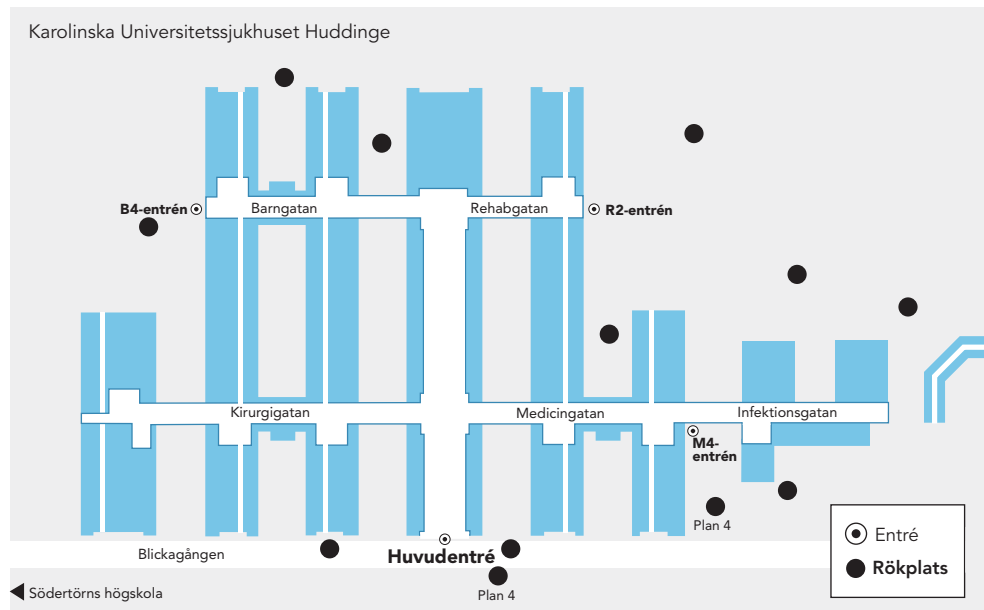 Karolinska Universitetssjukhuset Huddinge
B4-entrén
Barngatan
Rehabgatan
R2-entrén
Kirurgigatan
Medicingatan
Infektionsgatan
M4-
entrén
Plan 4
Blickagången
Huvudentré
Entré
Rökplats
Södertörns högskola
Plan 4